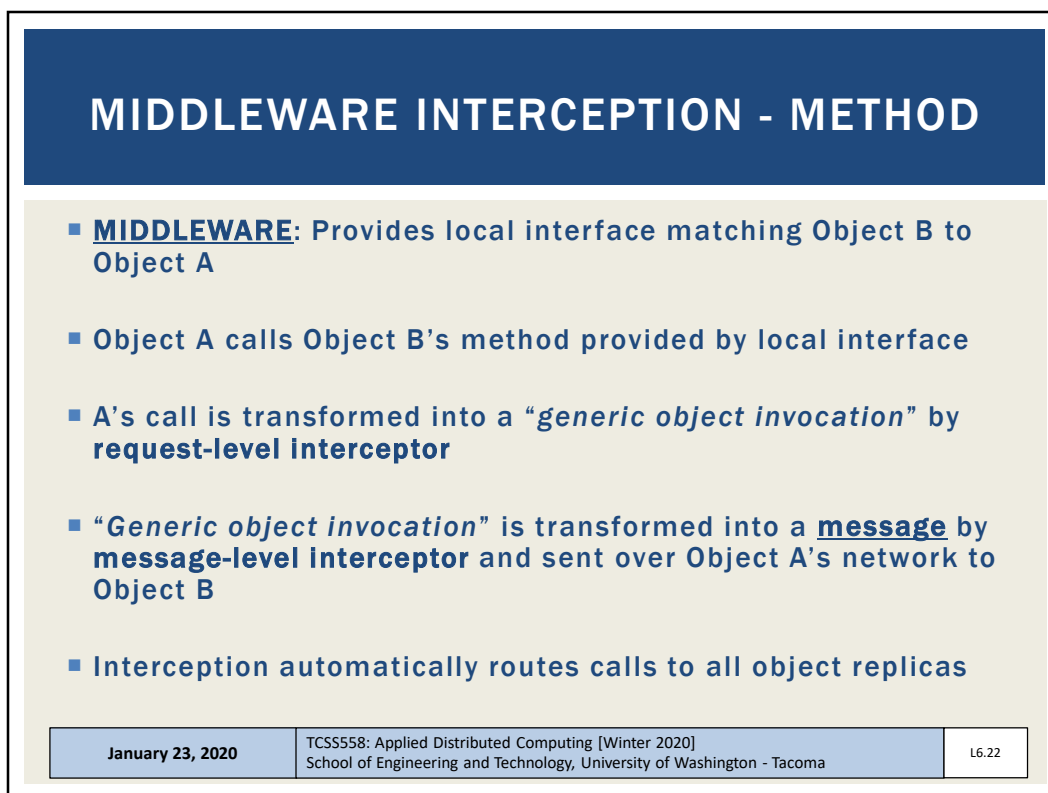 MIDDLEWARE INTERCEPTION - METHOD
▪ MIDDLEWARE: Provides local interface matching Object B to
Object A
▪ Object A calls Object B’s method provided by local interface
▪ A’s call is transformed into a “generic object invocation” by
request-level interceptor
▪ “Generic object invocation” is transformed into a message by
message-level interceptor and sent over Object A’s network to
Object B
▪ Interception automatically routes calls to all object replicas
January 23, 2020
TCSS558: Applied Distributed Computing [Winter 2020]
School of Engineering and Technology, University of Washington - Tacoma
L6.22